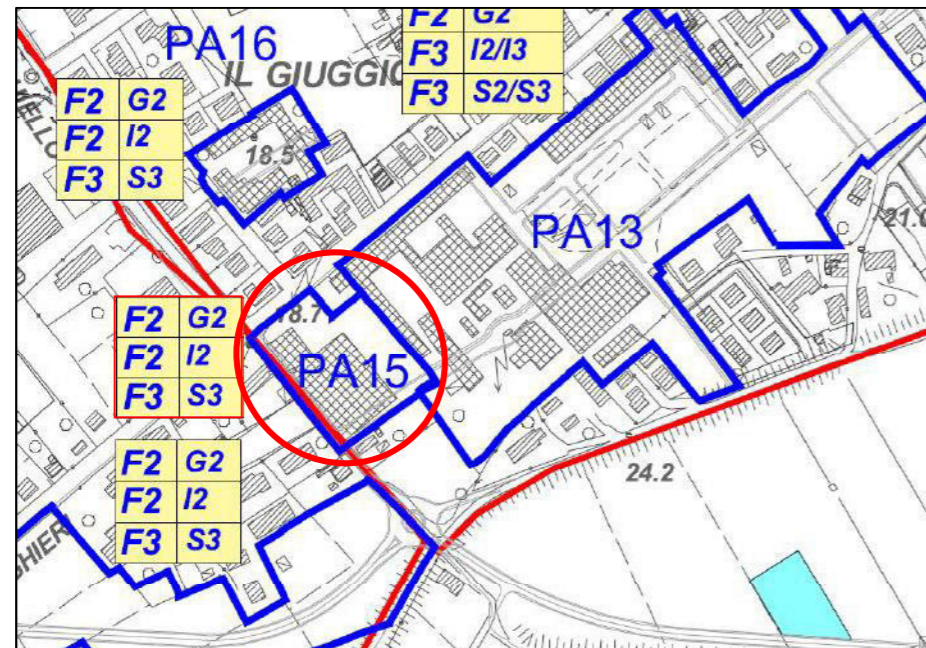 PA16
IL GIUGGIO
F2 G2
F3 I2/I3
F3 S2/S3
F2 G2
F2 I2
F3 S3
18.5
PA13
21.0
F2 G2
F2 I2
F3 S3
18.7
PA15
F2 G2
F2 I2
F3 S3
24.2
GHIERI